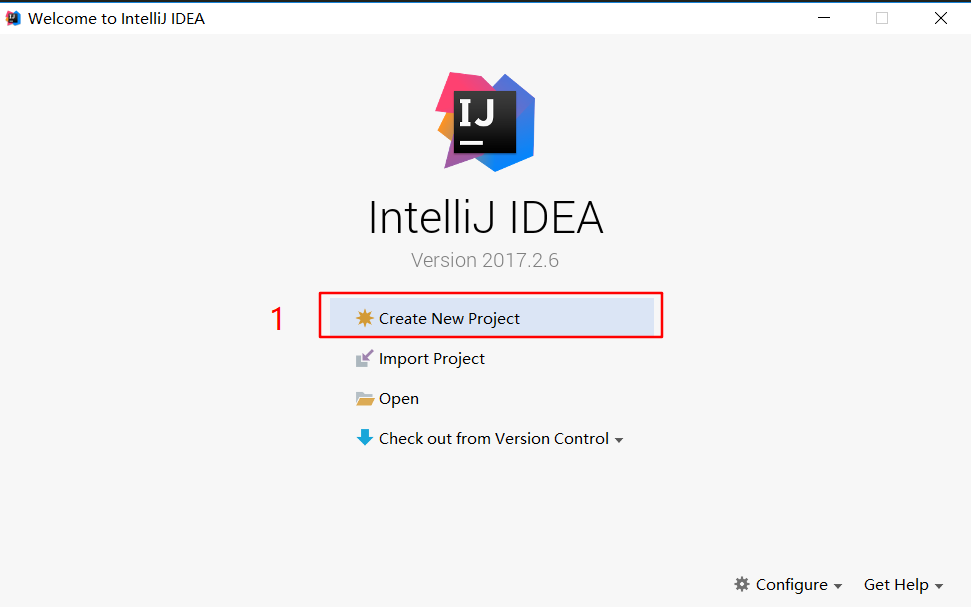 Welcome to IntelliJ IDEA
IJ
IntelliJ IDEA
Version 2017.2.6
1
Create New Project
Import Project
Open
Check out from Version Control
Configure
Get Help